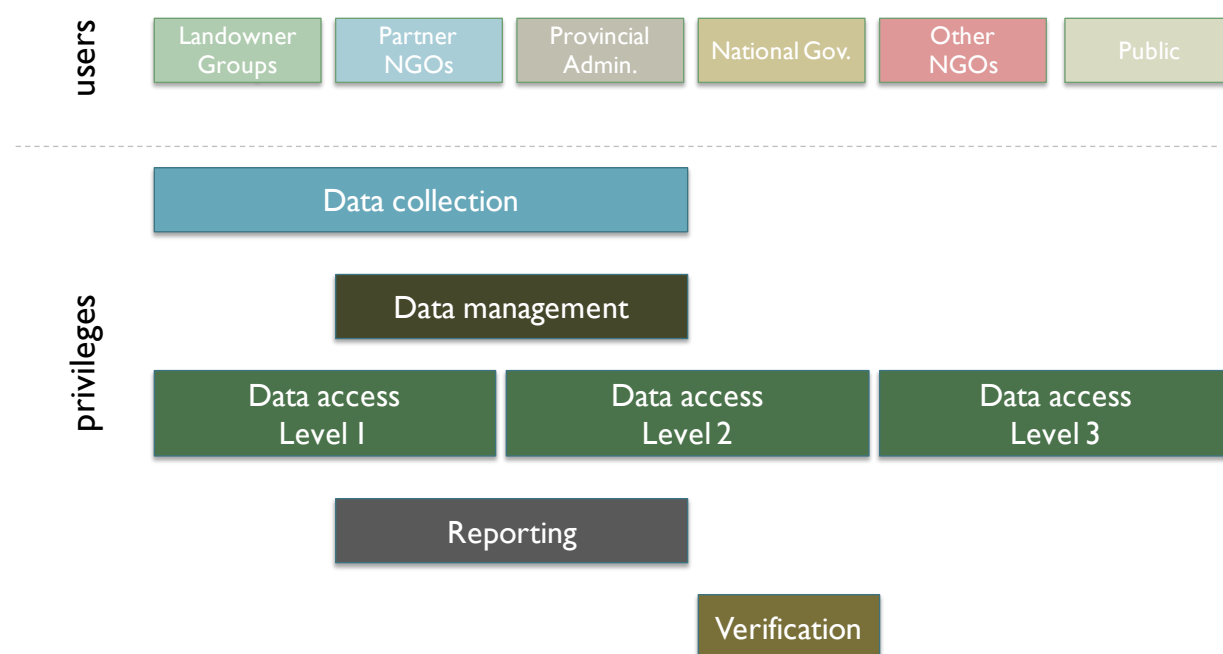 users
Landowner
Groups
Partner
NGOs
Provincial
Admin.
National Gov.
Other
NGOs
Public
privileges
Data collection
Data management
Data access
Level 1
Data access
Level 2
Data access
Level 3
Reporting
Verification